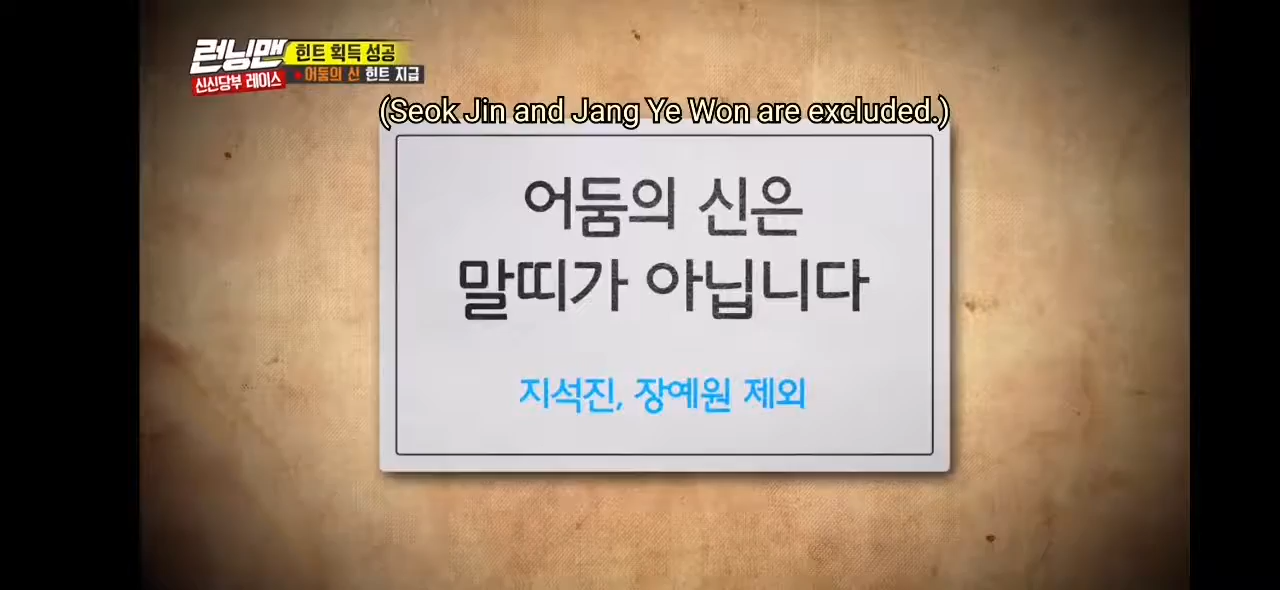 런닝맨
힌트 획득 성공
신신당부 레이스
• 어둠의 신 힌트 지급
(Seok Jin and Jang Ye Won are excluded.)
어둠의 신은
말띠가 아닙니다
지석진, 장예원 제외